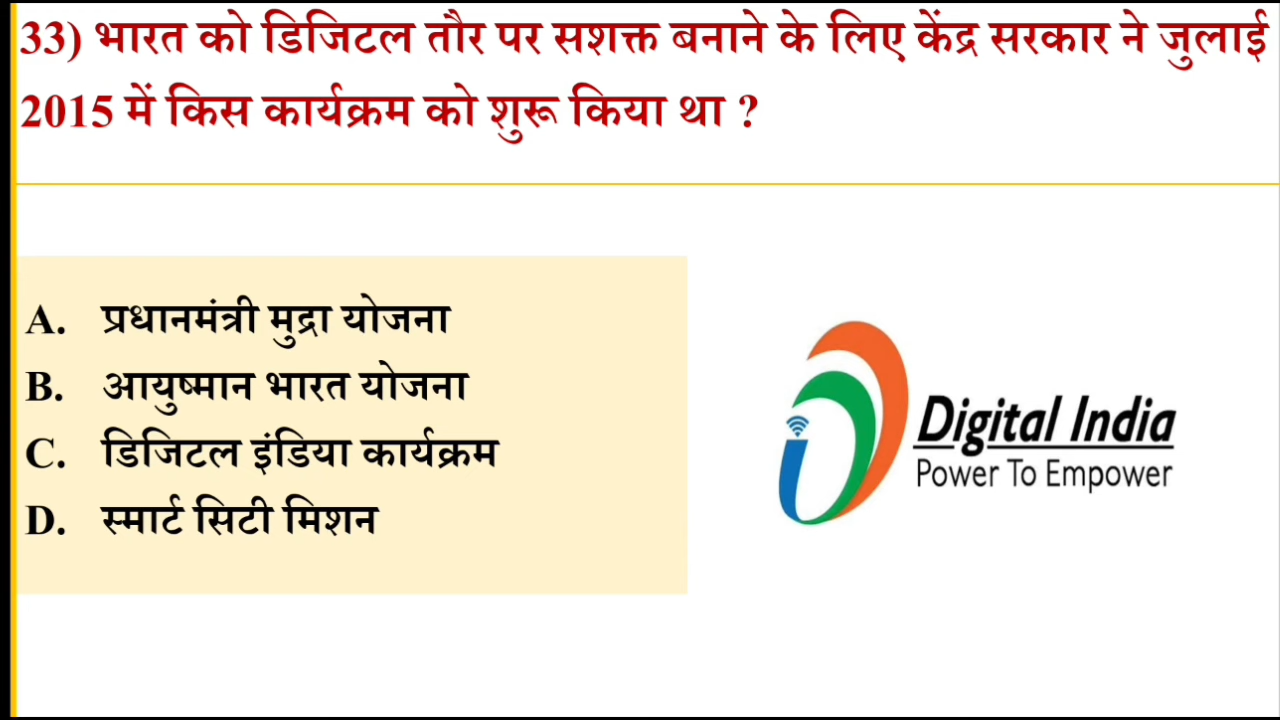 33) भारत को डिजिटल तौर पर सशक्त बनाने के लिए केंद्र सरकार ने जुलाई
2015 में किस कार्यक्रम को शुरू किया था ?
A. प्रधानमंत्री मुद्रा योजना
B. आयुष्मान भारत योजना
C. डिजिटल इंडिया कार्यक्रम
D. स्मार्ट सिटी मिशन
Digital India
Power To Empower